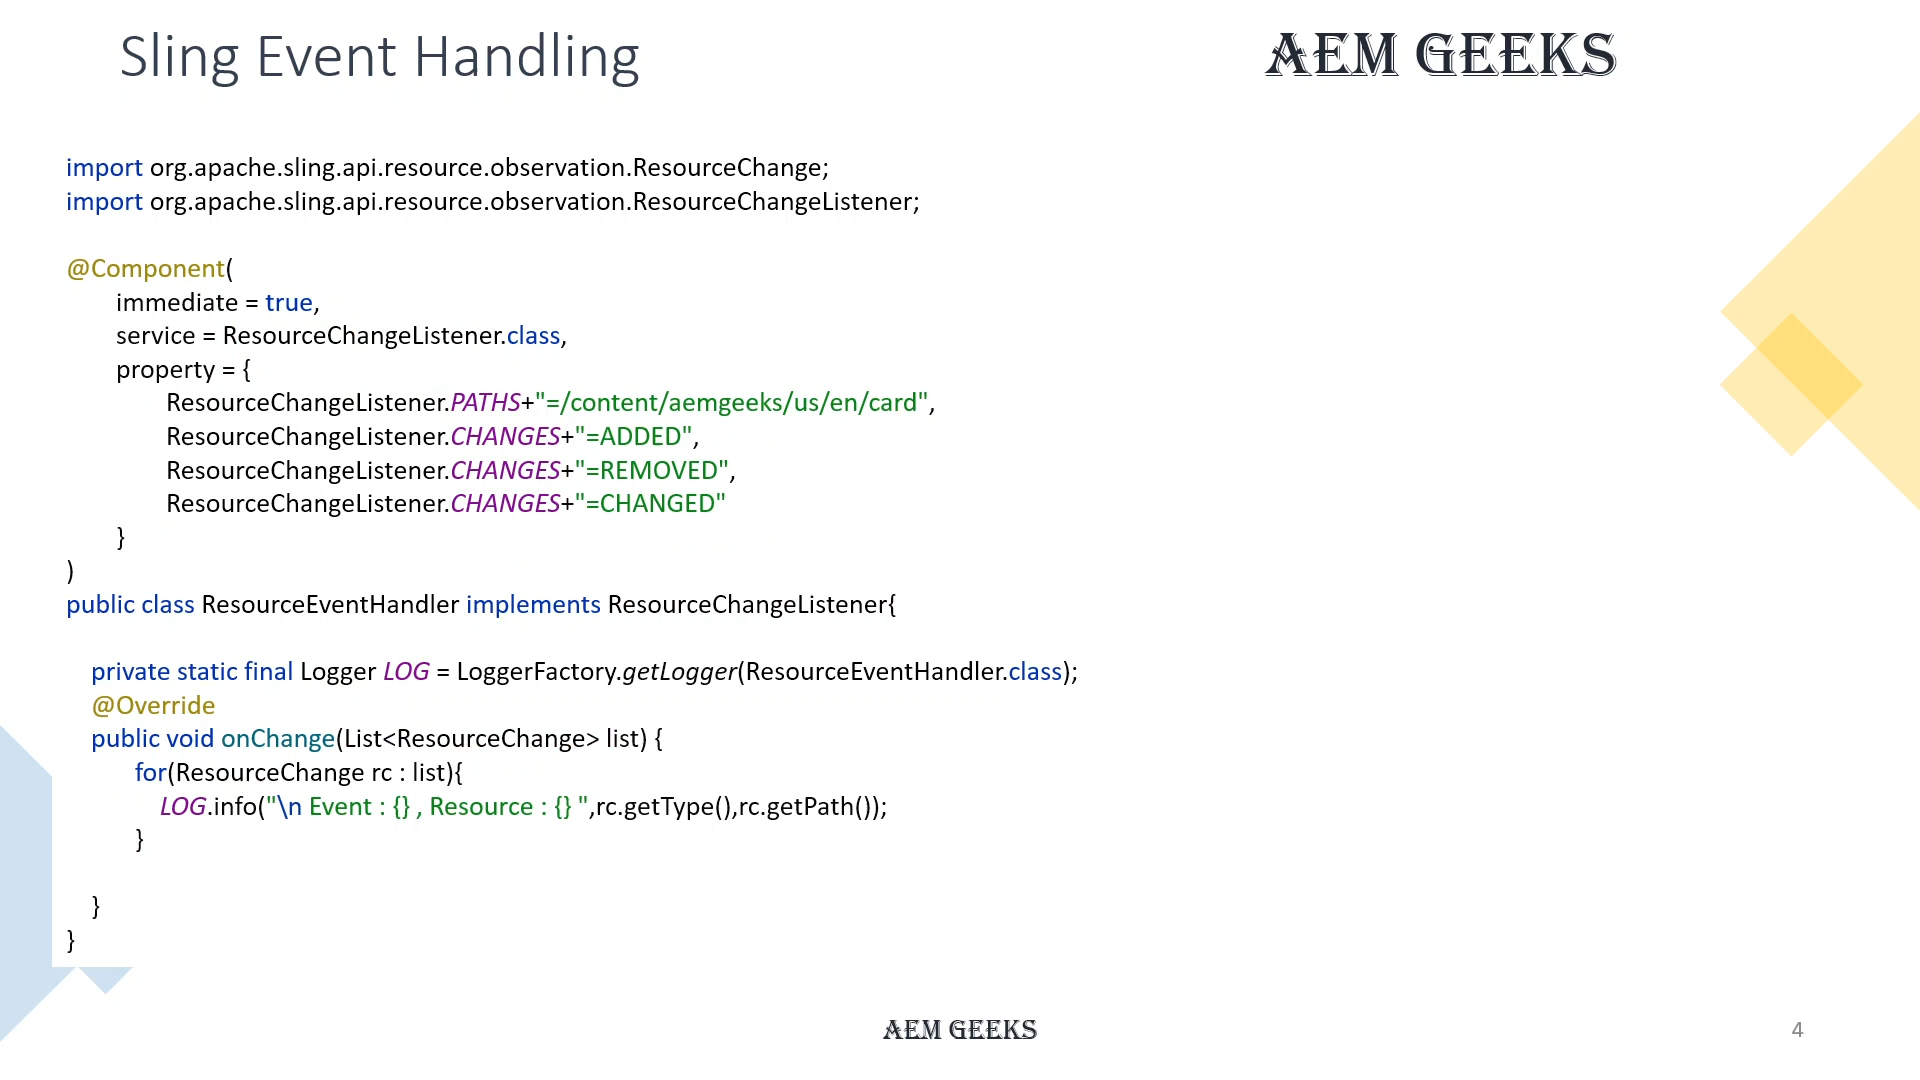 Sling Event Handling
AEM GEEKS
import org.apache.sling.api.resource.observation.ResourceChange;
import org.apache.sling.api.resource.observation.ResourceChangeListener;
@Component(
immediate = true,
service = ResourceChangeListener.class,
property = {
ResourceChangeListener.PATHS+"=/content/aemgeeks/us/en/card",
ResourceChangeListener.CHANGES+"=ADDED",
ResourceChangeListener.CHANGES+"=REMOVED",
ResourceChangeListener.CHANGES+"=CHANGED"
}
)
public class ResourceEventHandler implements ResourceChangeListener{
private static final Logger LOG = LoggerFactory.getLogger(ResourceEventHandler.class);
@Override
public void onChange(List<ResourceChange> list) {
for(ResourceChange rc : list){
LOG.info("\n Event : {} , Resource : {} ",rc.getType(),rc.getPath());
}
}
}
AEM GEEKS
4